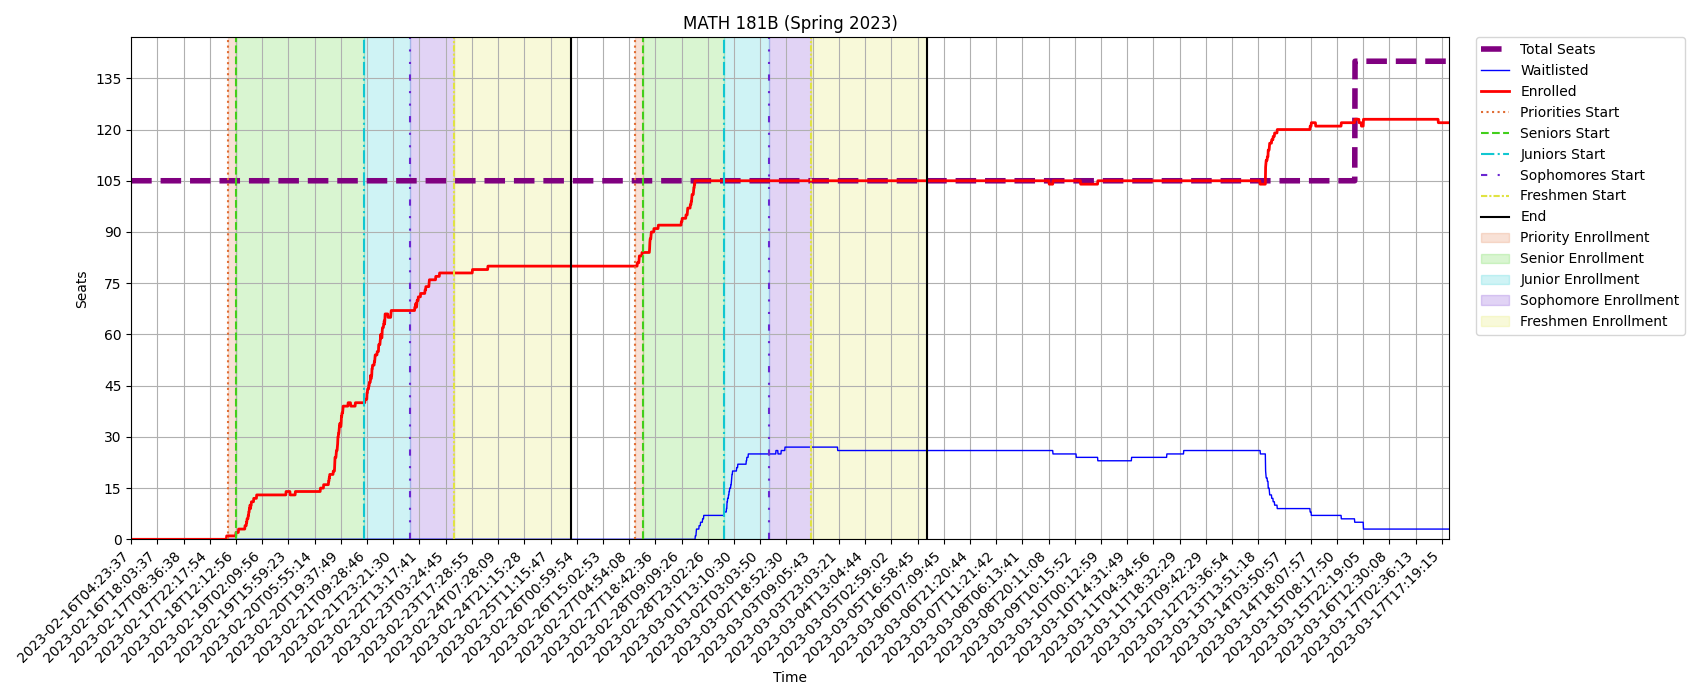 MATH 181B (Spring 2023)
Seats
135
120
105
90
75
60
45
30
15
0
2023-02-16T04:23:37
2023-02-16T18:03:37
2023-02-17T08:36:38
2023-02-17T22:17:54
2023-02-18T12:12:56
2023-02-19T02:09:56
2023-02-19T15:59:23
2023-02-20T05:55:14
2023-02-20T19:37:49
2023-02-21T09:28:46
2023-02-21T23:21:30
2023-02-22T13:17:41
2023-02-23T03:24:45
2023-02-23T17:28:55
2023-02-24T07:28:09
2023-02-24T21:15:28
2023-02-25T11:15:47
2023-02-26T00:59:54
2023-02-26T15:02:53
2023-02-27T04:54:08
2023-02-27T18:42:36
2023-02-28T09:09:26
2023-02-28T23:02:26
2023-03-01T13:10:30
2023-03-02T03:03:50
2023-03-02T18:52:30
2023-03-03T09:05:43
2023-03-03T23:03:21
2023-03-04T13:04:44
2023-03-05T02:59:02
2023-03-05T16:58:45
2023-03-06T07:09:45
2023-03-06T21:20:44
2023-03-07T11:21:42
2023-03-08T06:13:41
2023-03-08T20:11:08
2023-03-09T10:15:52
2023-03-10T00:12:59
2023-03-10T14:31:49
2023-03-11T04:34:56
2023-03-11T18:32:29
2023-03-12T09:42:29
2023-03-12T23:36:54
2023-03-13T13:51:18
2023-03-14T03:50:57
2023-03-14T18:07:57
2023-03-15T08:17:50
2023-03-15T22:19:05
2023-03-16T12:30:08
2023-03-17T02:36:13
2023-03-17T17:19:15
Time
Total Seats
Waitlisted
Enrolled
Priorities Start
Seniors Start
Juniors Start
Sophomores Start
Freshmen Start
End
Priority Enrollment
Senior Enrollment
Junior Enrollment
Sophomore Enrollment
Freshmen Enrollment